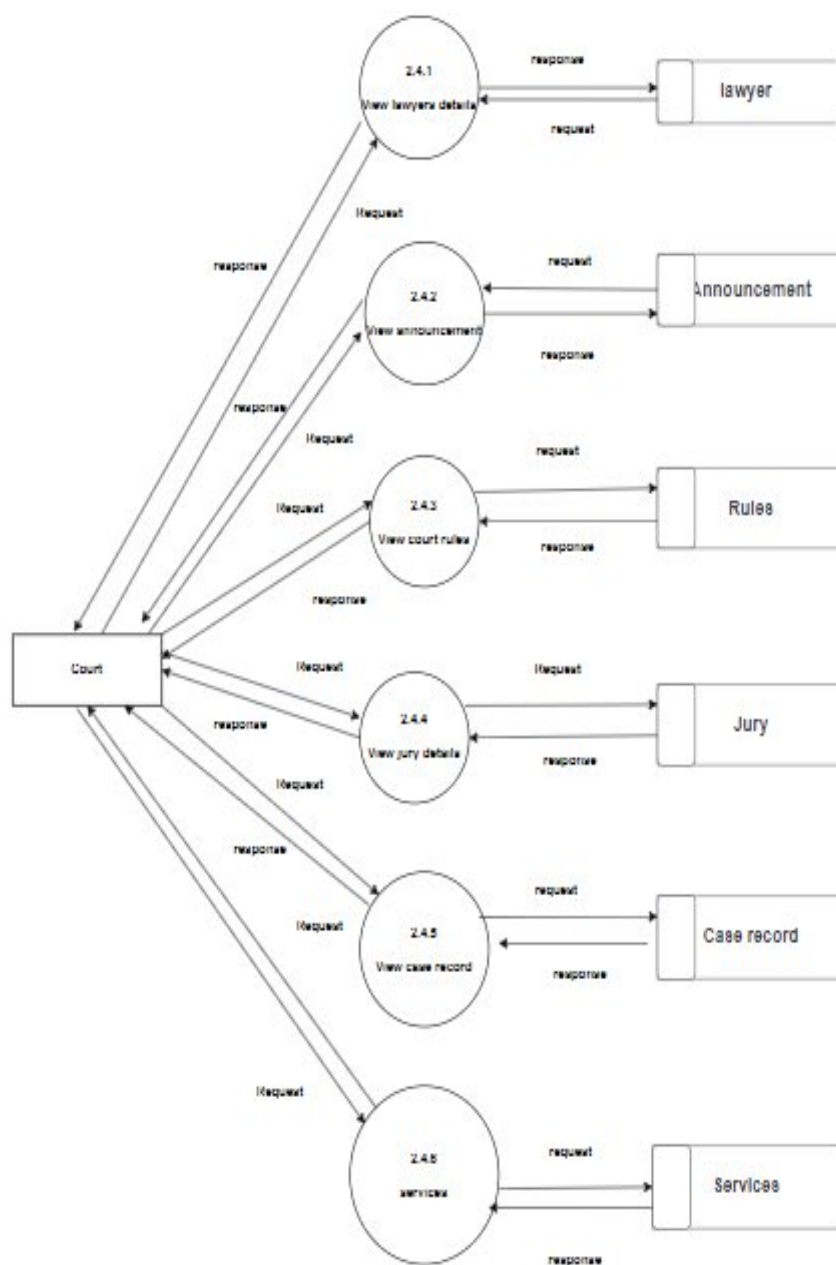 2.4.1
View lawyers details
response
request
lawyer
response
Request
2.4.2
View announcement
request
response
Announcement
response
Request
2.4.3
View court rules
request
response
Rules
Request
response
Court
2.4.4
View jury details
Request
response
Jury
Request
response
2.4.5
View case record
request
response
Case record
Request
response
Request
2.4.6
services
request
response
Services
Request